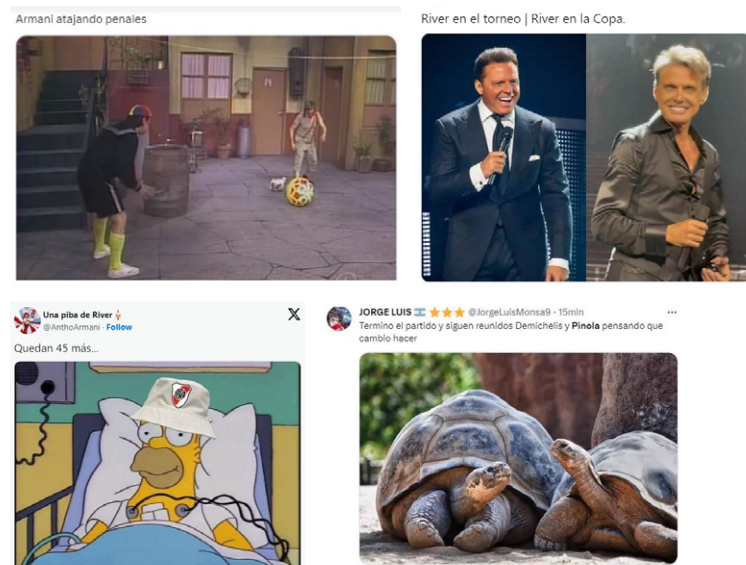 Armani atajando penales
River en el torneo | River en la Copa.
Una piba de River
@AnthoArmani · Follow
Quedan 45 más...
JORGE LUIS @JorgeLuisMonsa9 · 15min
Termino el partido y siguen reunidos Demichelis y Pinola pensando que
cambio hacer